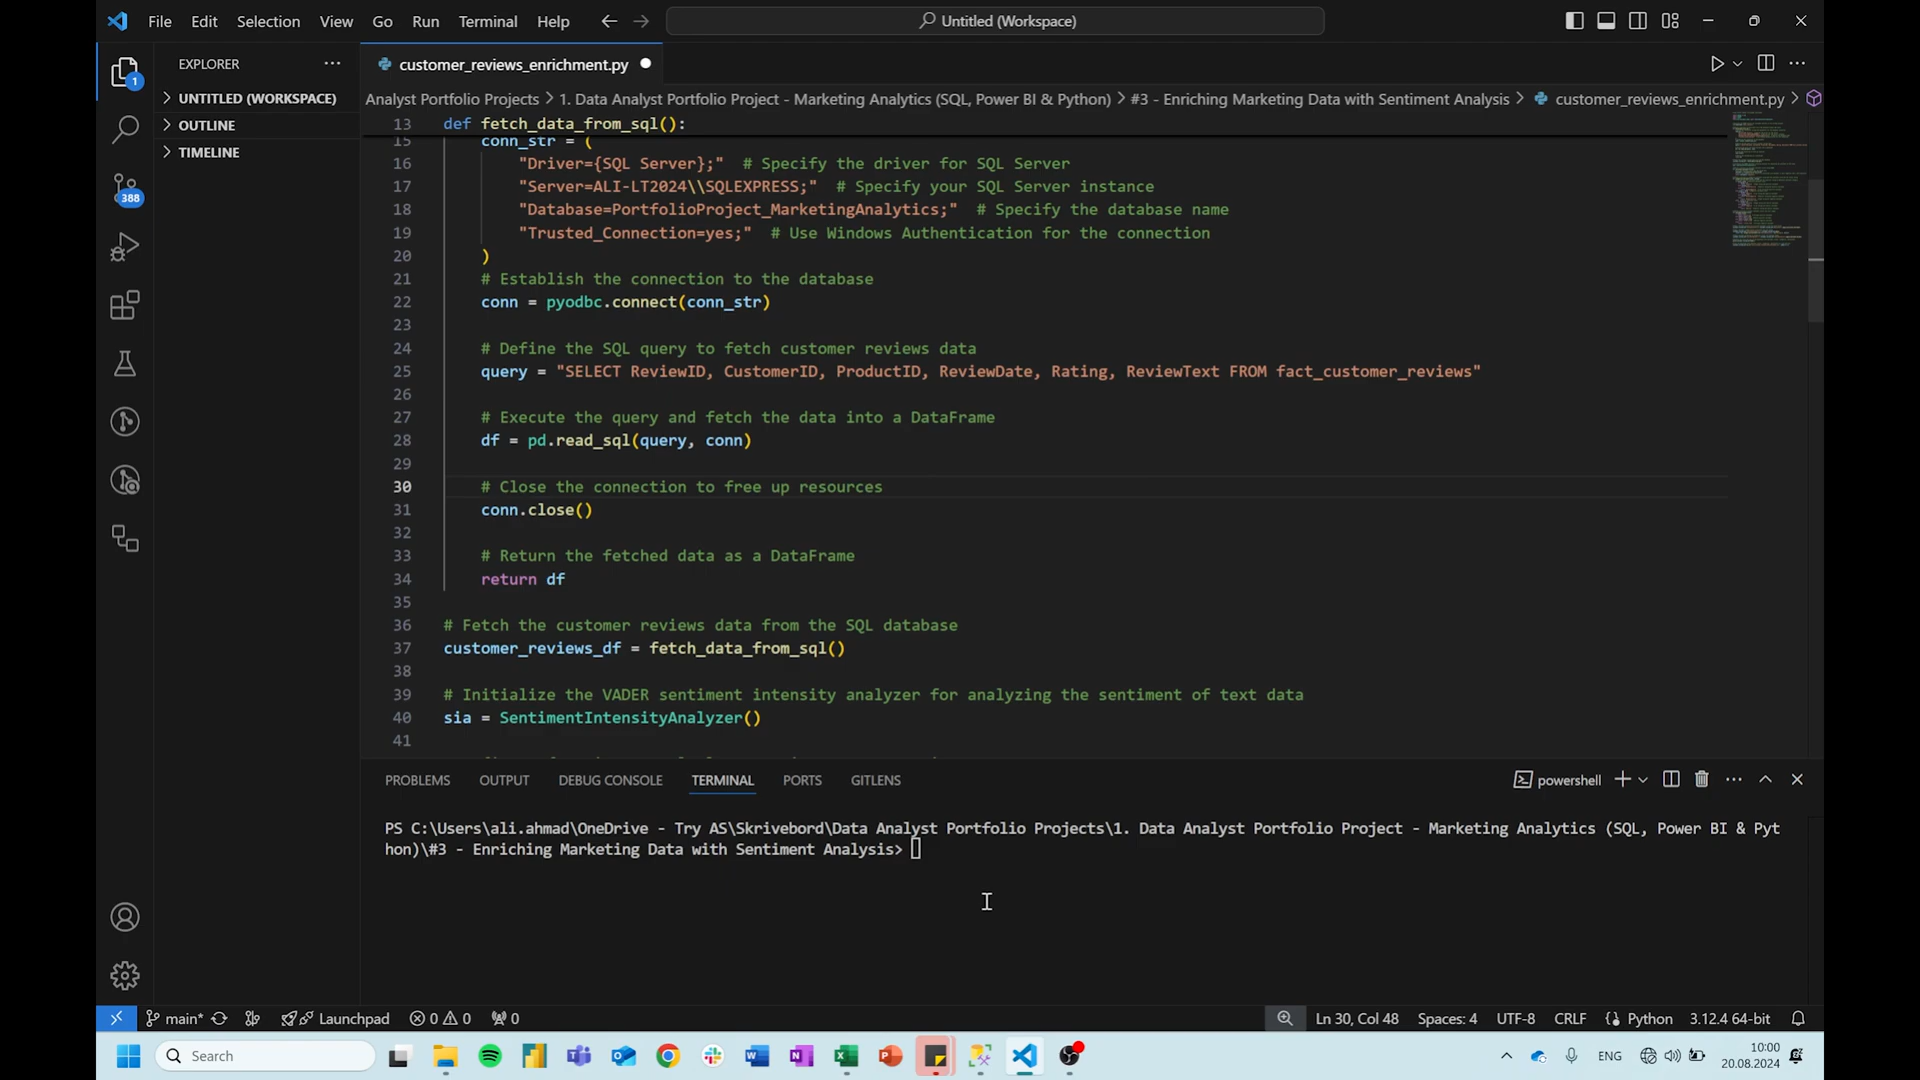 File Edit Selection View Go Run Terminal Help
Untitled (Workspace)
EXPLORER
UNTITLED (WORKSPACE)
OUTLINE
TIMELINE
1
388
customer_reviews_enrichment.py
Analyst Portfolio Projects > 1. Data Analyst Portfolio Project - Marketing Analytics (SQL, Power BI & Python) > #3 - Enriching Marketing Data with Sentiment Analysis > customer_reviews_enrichment.py
13 def fetch_data_from_sql():
15 conn_str = (
16 "Driver={SQL Server};" # Specify the driver for SQL Server
17 "Server=ALI-LT2024\\SQLEXPRESS;" # Specify your SQL Server instance
18 "Database=PortfolioProject_MarketingAnalytics;" # Specify the database name
19 "Trusted_Connection=yes;" # Use Windows Authentication for the connection
20 )
21 # Establish the connection to the database
22 conn = pyodbc.connect(conn_str)
23
24 # Define the SQL query to fetch customer reviews data
25 query = "SELECT ReviewID, CustomerID, ProductID, ReviewDate, Rating, ReviewText FROM fact_customer_reviews"
26
27 # Execute the query and fetch the data into a DataFrame
28 df = pd.read_sql(query, conn)
29
30 # Close the connection to free up resources
31 conn.close()
32
33 # Return the fetched data as a DataFrame
34 return df
35
36 # Fetch the customer reviews data from the SQL database
37 customer_reviews_df = fetch_data_from_sql()
38
39 # Initialize the VADER sentiment intensity analyzer for analyzing the sentiment of text data
40 sia = SentimentIntensityAnalyzer()
41
PROBLEMS OUTPUT DEBUG CONSOLE TERMINAL PORTS GITLENS
powershell
PS C:\Users\ali.ahmad\OneDrive - Try AS\Skrivebord\Data Analyst Portfolio Projects\1. Data Analyst Portfolio Project - Marketing Analytics (SQL, Power BI & Pyt
hon)\#3 - Enriching Marketing Data with Sentiment Analysis>
main* Launchpad 0 0 0
Ln 30, Col 48 Spaces: 4 UTF-8 CRLF Python 3.12.4 64-bit
Search
ENG
10:00
20.08.2024